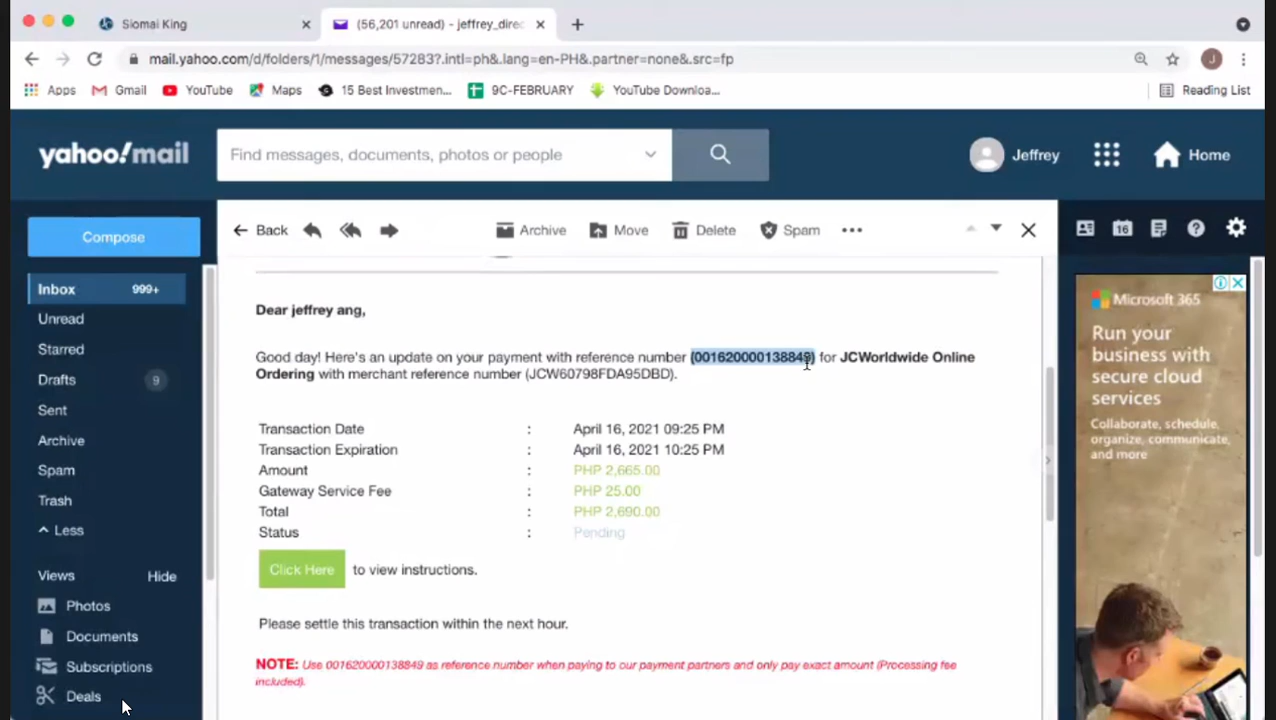 Siomai King
(56,201 unread) - jeffrey_direc
mail.yahoo.com/d/folders/1/messages/57283?.intl=ph&.lang=en-PH&.partner=none&.src=fp
J
Apps Gmail YouTube Maps 15 Best Investmen... 9C-FEBRUARY YouTube Downloa... Reading List
yahoo!mail
Find messages, documents, photos or people
Jeffrey
Home
Compose
Back
Archive
Move
Delete
Spam
16
Inbox 999+
Unread
Starred
Drafts 9
Sent
Archive
Spam
Trash
Less
Views Hide
Photos
Documents
Subscriptions
Deals
Dear jeffrey ang,
Good day! Here's an update on your payment with reference number (001620000138849) for JCWorldwide Online
Ordering with merchant reference number (JCW60798FDA95DBD).
Transaction Date : April 16, 2021 09:25 PM
Transaction Expiration : April 16, 2021 10:25 PM
Amount : PHP 2,665.00
Gateway Service Fee : PHP 25.00
Total : PHP 2,690.00
Status : Pending
Click Here to view instructions.
Please settle this transaction within the next hour.
NOTE: Use 001620000138849 as reference number when paying to our payment partners and only pay exact amount (Processing fee
included).
Microsoft 365
Run your
business with
secure cloud
services
Collaborate, schedule,
organize, communicate,
and more